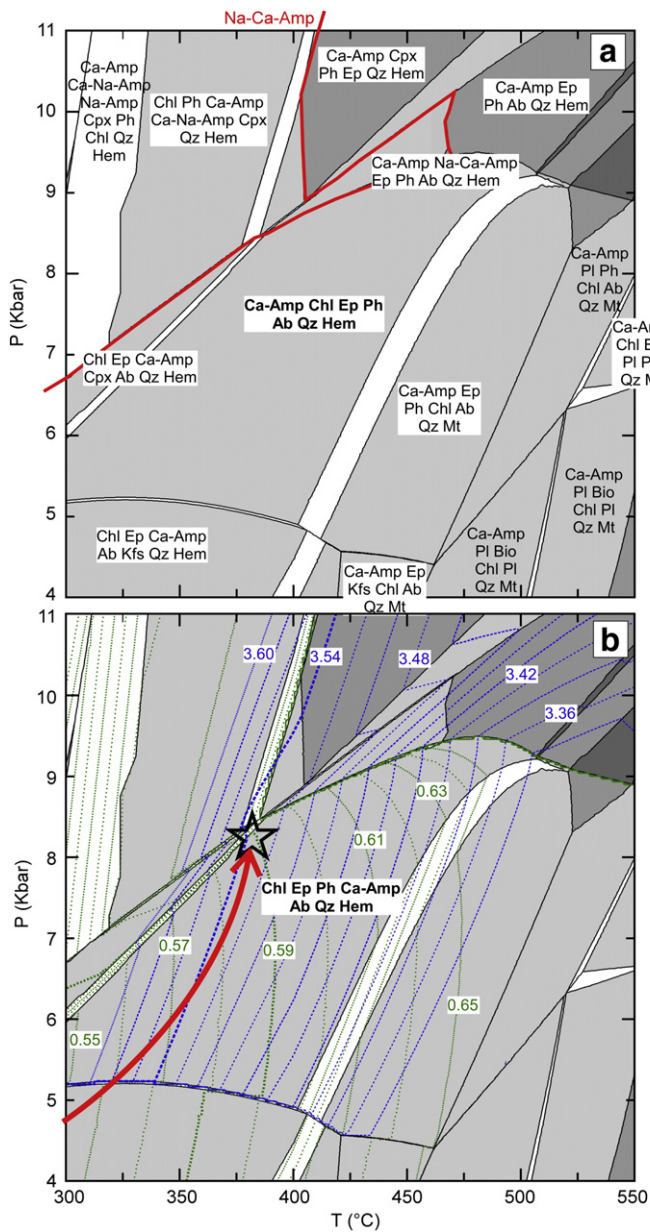 Na-Ca-Amp
11
10
9
8
7
6
5
4
P (Kbar)
a
Ca-Amp
Ca-Na-Amp
Na-Amp
Cpx Ph
Chl Qz
Hem
Chl Ph Ca-Amp
Ca-Na-Amp Cpx
Qz Hem
Ca-Amp Cpx
Ph Ep Qz Hem
Ca-Amp Ep
Ph Ab Qz Hem
Ca-Amp Na-Ca-Amp
Ep Ph Ab Qz Hem
Ca-Amp Chl Ep Ph
Ab Qz Hem
Ca-Amp
Pl Ph
Chl Ab
Qz Mt
Chl Ep Ca-Amp
Cpx Ab Qz Hem
Chl E
Pl P
Ca-Amp Ep
Ph Chl Ab
Qz Mt
Ca-Amp
Pl Bio
Chl Pl
Qz Mt
Chl Ep Ca-Amp
Ab Kfs Qz Hem
Ca-Amp
Pl Bio
Chl Pl
Qz Mt
Ca-Amp Ep
Kfs Chl Ab
Qz Mt
11
10
9
8
7
6
5
4
P (Kbar)
b
3.60
3.54
3.48
3.42
3.36
0.63
0.61
Chl Ep Ph Ca-Amp
Ab Qz Hem
0.57
0.59
0.55
0.65
300
350
400
450
500
550
T (°C)